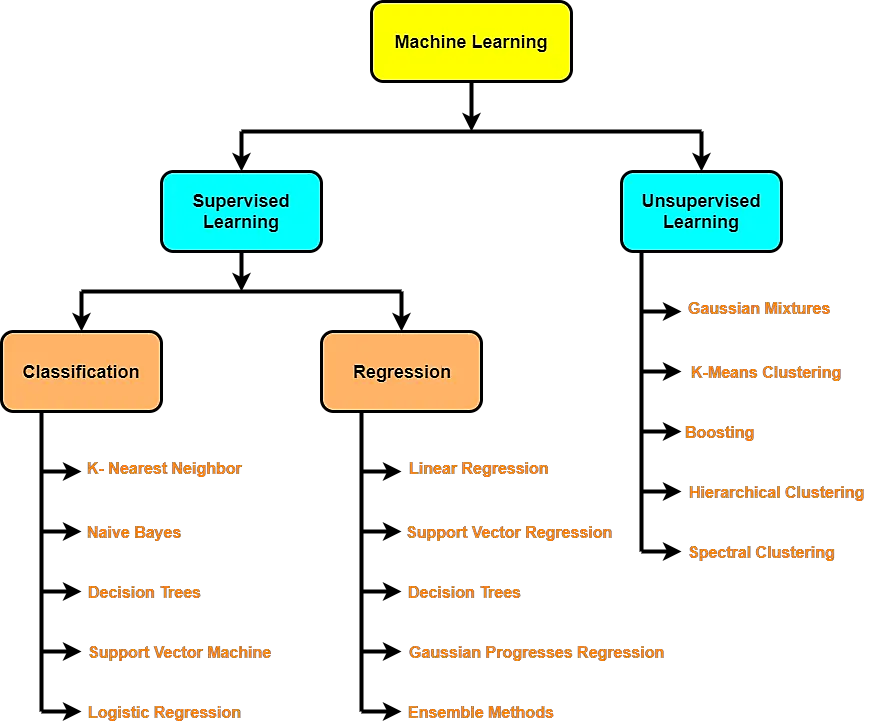 Machine Learning
Supervised
Learning
Unsupervised
Learning
Classification
Regression
K- Nearest Neighbor
Naive Bayes
Decision Trees
Support Vector Machine
Logistic Regression
Linear Regression
Support Vector Regression
Decision Trees
Gaussian Progresses Regression
Ensemble Methods
Gaussian Mixtures
K-Means Clustering
Boosting
Hierarchical Clustering
Spectral Clustering